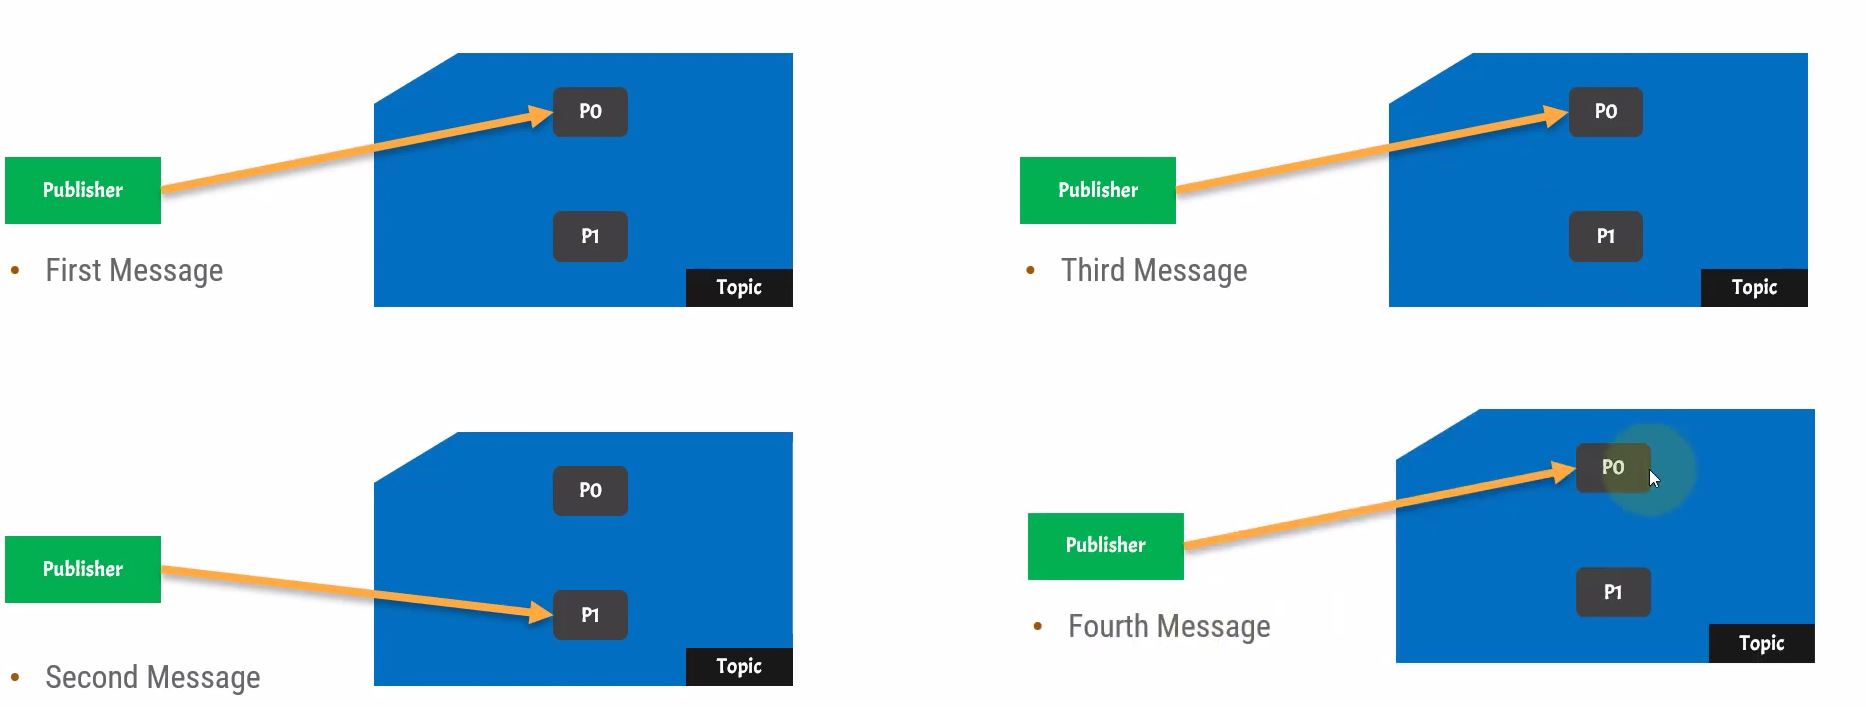 P0
Publisher
P1
• First Message
Topic
P0
Publisher
P1
• Third Message
Topic
P0
Publisher
P1
Topic
• Second Message
P0
Publisher
P1
• Fourth Message
Topic